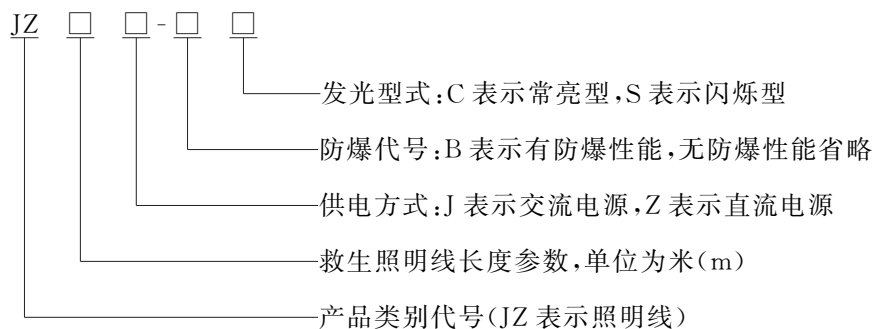 JZ □ □-□ □
发光型式:C 表示常亮型,S 表示闪烁型
防爆代号:B 表示有防爆性能,无防爆性能省略
供电方式:J 表示交流电源,Z 表示直流电源
救生照明线长度参数,单位为米(m)
产品类别代号(JZ 表示照明线)